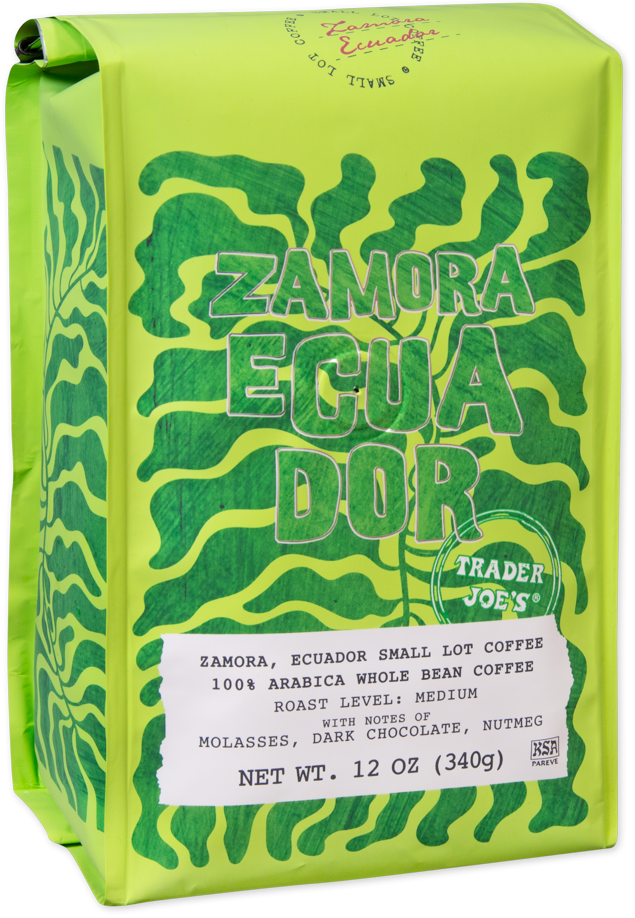 SMALL LOT COFFEE
Zamora
Ecuador
ZAMORA
ECUA
DOR
TRADER
JOE'S®
ZAMORA, ECUADOR SMALL LOT COFFEE
100% ARABICA WHOLE BEAN COFFEE
ROAST LEVEL: MEDIUM
WITH NOTES OF
MOLASSES, DARK CHOCOLATE, NUTMEG
KSA
PAREVE
NET WT. 12 OZ (340g)